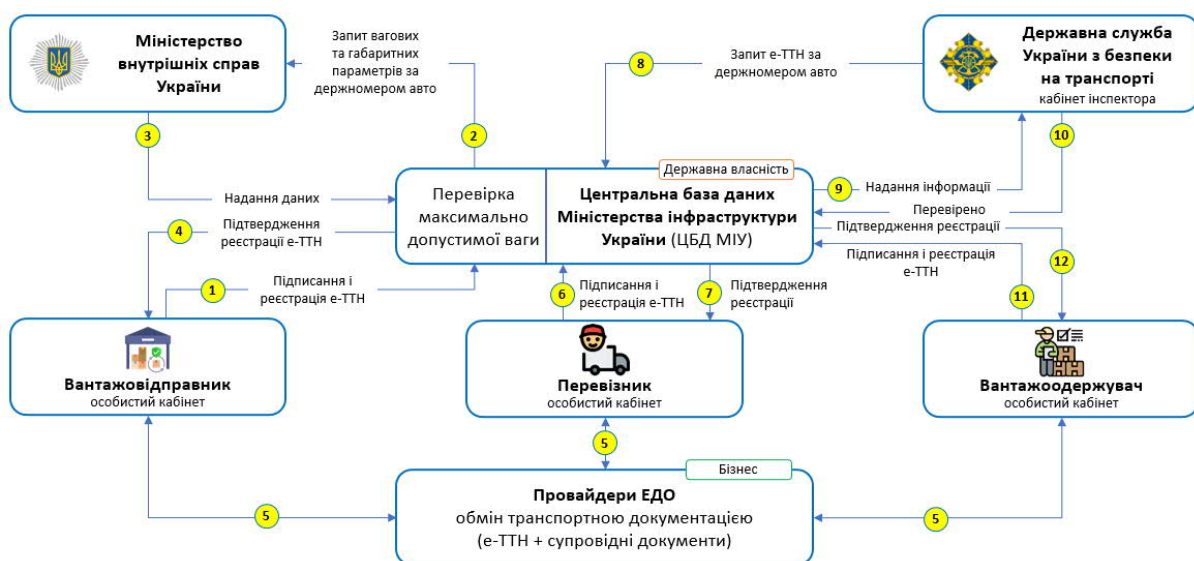 Міністерство
внутрішніх справ
України
Запит вагових
та габаритних
параметрів за
держномером авто
8
Запит е-ТТН за
держномером авто
Державна служба
України з безпеки
на транспорті
кабінет інспектора
3
2
10
Державна власність
Надання даних
Перевірка
максимально
допустимої ваги
Центральна база даних
Міністерства інфраструктури
України (ЦБД МІУ)
9
Надання інформації
Перевірено
4
Підтвердження
реєстрації е-ТТН
Підтвердження реєстрації
Підписання і реєстрація
е-ТТН
12
1
Підписання і
реєстрація е-ТТН
6
Підписання і
реєстрація е-ТТН
7
Підтвердження
реєстрації
11
Вантажовідправник
особистий кабінет
Перевізник
особистий кабінет
Вантажоодержувач
особистий кабінет
5
Бізнес
Провайдери ЕДО
обмін транспортною документацією
(е-ТТН + супровідні документи)
5
5